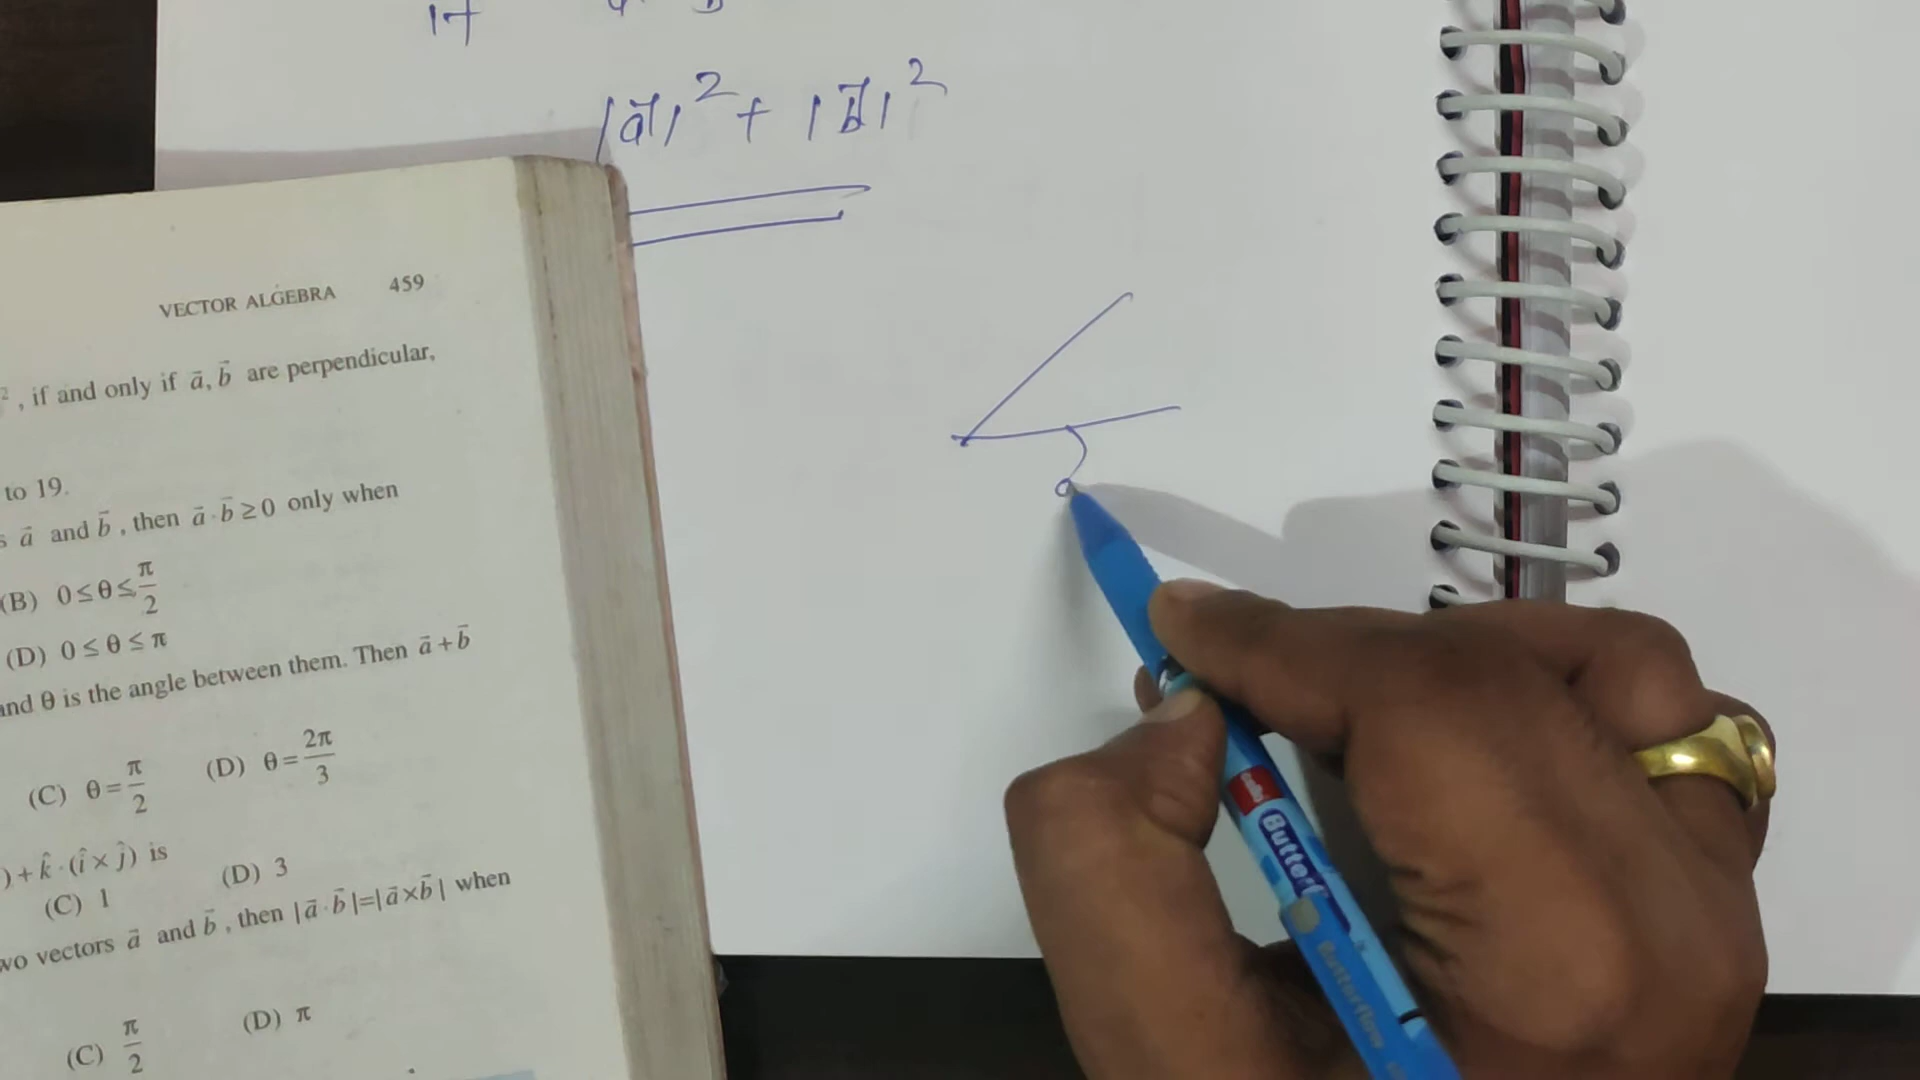 If
|a⃗|² + |b⃗|²
VECTOR ALGEBRA 459
², if and only if a⃗, b⃗ are perpendicular,
to 19.
s a⃗ and b⃗, then a⃗·b⃗ ≥ 0 only when
(B) 0 ≤ θ ≤ π/2
(D) 0 ≤ θ ≤ π
and θ is the angle between them. Then a⃗ + b⃗
(C) θ = π/2 (D) θ = 2π/3
) + k̂·(î × ĵ) is
(C) 1 (D) 3
wo vectors a⃗ and b⃗, then |a⃗·b⃗| = |a⃗×b⃗| when
(C) π/2 (D) π
a
Butterflow
Butterflow